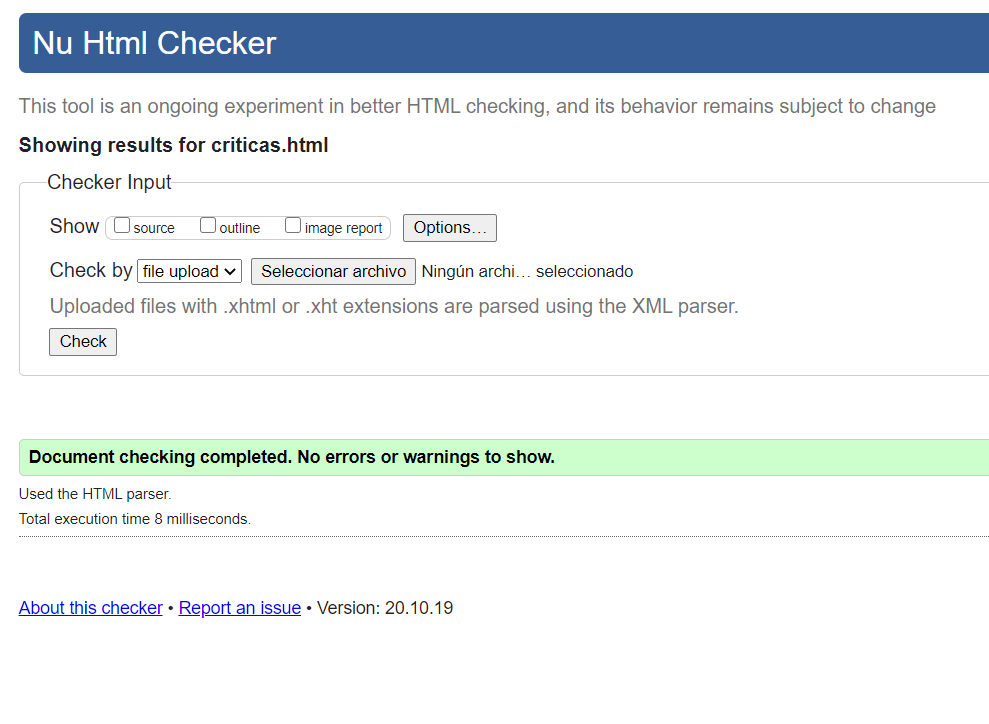 Nu Html Checker
This tool is an ongoing experiment in better HTML checking, and its behavior remains subject to change
Showing results for criticas.html
Checker Input
Show source outline image report Options…
Check by file upload Seleccionar archivo Ningún archi… seleccionado
Uploaded files with .xhtml or .xht extensions are parsed using the XML parser.
Check
Document checking completed. No errors or warnings to show.
Used the HTML parser.
Total execution time 8 milliseconds.
About this checker • Report an issue • Version: 20.10.19